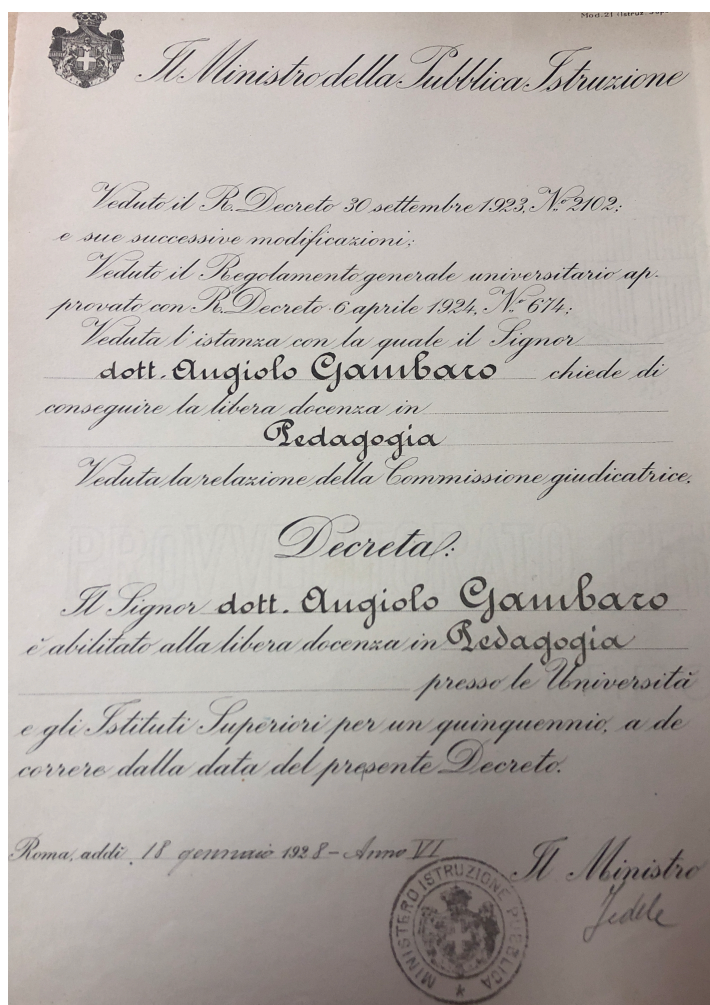 Mod. 21 (Istruz. Sup.
Il Ministro della Pubblica Istruzione
Veduto il R. Decreto 30 settembre 1923, N.º 2102;
e sue successive modificazioni;
Veduto il Regolamento generale universitario ap-
provato con R. Decreto 6 aprile 1924, N.º 674;
Veduta l'istanza con la quale il Signor
dott. Angiolo Gambaro chiede di
conseguire la libera docenza in
Pedagogia
Veduta la relazione della Commissione giudicatrice.
Decreta:
Il Signor dott. Angiolo Gambaro
è abilitato alla libera docenza in Pedagogia
presso le Università
e gli Istituti Superiori per un quinquennio, a de
correre dalla data del presente Decreto.
Roma, addì 18 gennaio 1928 - Anno VI
Il Ministro
Fedele
MINISTERO ISTRUZIONE PUBBLICA